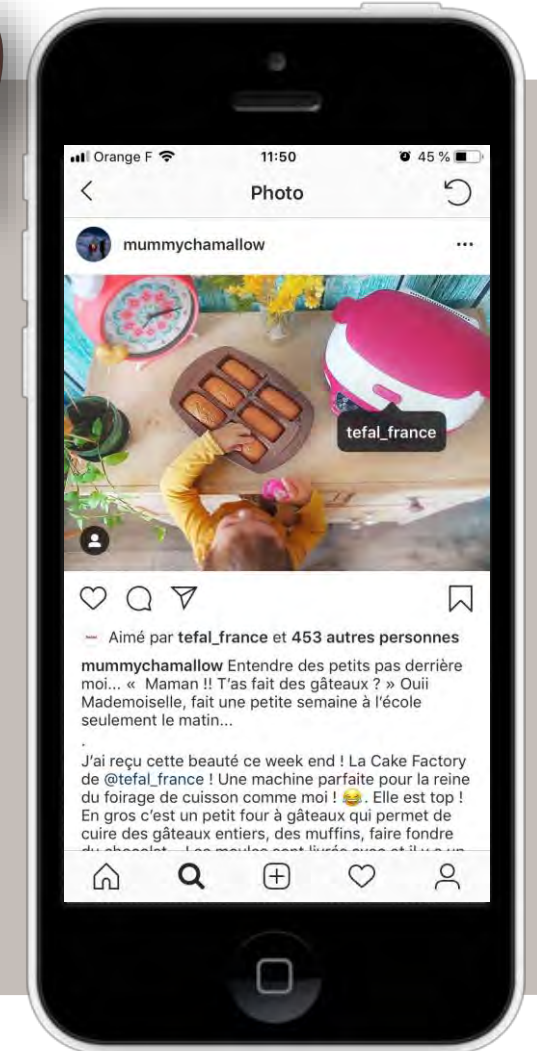 Orange F 11:50 45 %
Photo
mummychamallow
tefal_france
Aimé par tefal_france et 453 autres personnes
mummychamallow Entendre des petits pas derrière
moi... « Maman !! T'as fait des gâteaux ? » Ouii
Mademoiselle, fait une petite semaine à l'école
seulement le matin...
.
J'ai reçu cette beauté ce week end ! La Cake Factory
de @tefal_france ! Une machine parfaite pour la reine
du foirage de cuisson comme moi ! 😂. Elle est top !
En gros c'est un petit four à gâteaux qui permet de
cuire des gâteaux entiers, des muffins, faire fondre